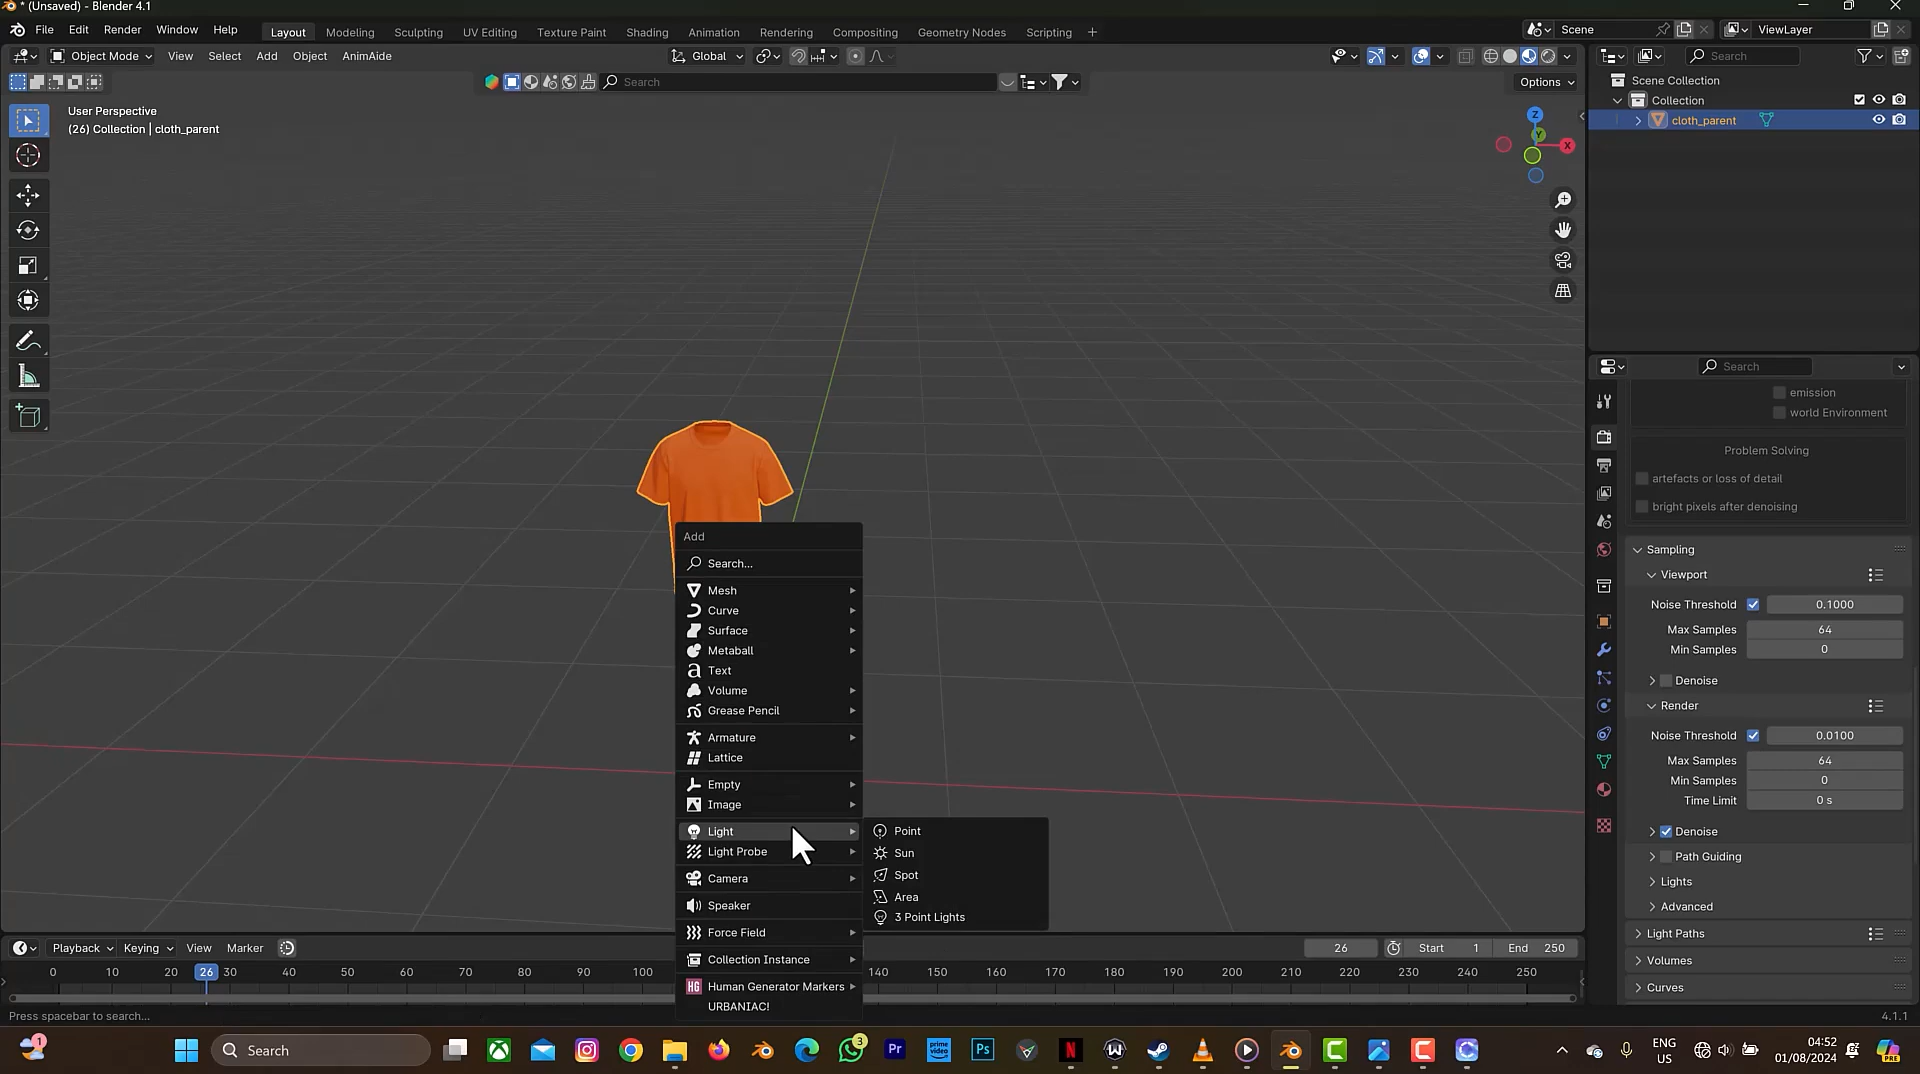 * (Unsaved) - Blender 4.1
File Edit Render Window Help
Layout Modeling Sculpting UV Editing Texture Paint Shading Animation Rendering Compositing Geometry Nodes Scripting +
Scene
ViewLayer
Object Mode View Select Add Object AnimAide
Global
Search
Search
Options
User Perspective
(26) Collection | cloth_parent
Z
Y
X
Scene Collection
Collection
cloth_parent
Search
emission
world Environment
Problem Solving
artefacts or loss of detail
bright pixels after denoising
Sampling
Viewport
Noise Threshold 0.1000
Max Samples 64
Min Samples 0
Denoise
Render
Noise Threshold 0.0100
Max Samples 64
Min Samples 0
Time Limit 0 s
Denoise
Path Guiding
Lights
Advanced
Light Paths
Volumes
Curves
Add
Search...
Mesh
Curve
Surface
Metaball
Text
Volume
Grease Pencil
Armature
Lattice
Empty
Image
Light
Light Probe
Camera
Speaker
Force Field
Collection Instance
HG Human Generator Markers
URBANIAC!
Point
Sun
Spot
Area
3 Point Lights
Playback Keying View Marker
26 Start 1 End 250
0 10 20 26 30 40 50 60 70 80 90 100 140 150 160 170 180 190 200 210 220 230 240 250
Press spacebar to search...
4.1.1
1
Search
3
Pr
prime video
Ps
N
ENG
US
04:52
01/08/2024
PRE